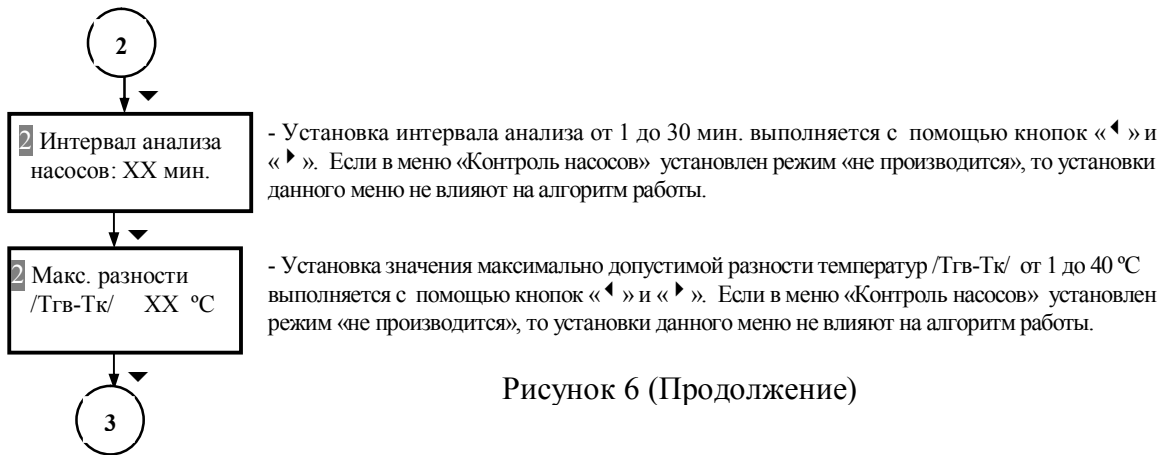 2
2 Интервал анализа
насосов: XX мин.
- Установка интервала анализа от 1 до 30 мин. выполняется с помощью кнопок «◂» и
«▸». Если в меню «Контроль насосов» установлен режим «не производится», то установки
данного меню не влияют на алгоритм работы.
2 Макс. разности
/Тгв-Тк/ XX ºС
- Установка значения максимально допустимой разности температур /Тгв-Тк/ от 1 до 40 ºС
выполняется с помощью кнопок «◂» и «▸». Если в меню «Контроль насосов» установлен
режим «не производится», то установки данного меню не влияют на алгоритм работы.
Рисунок 6 (Продолжение)
3